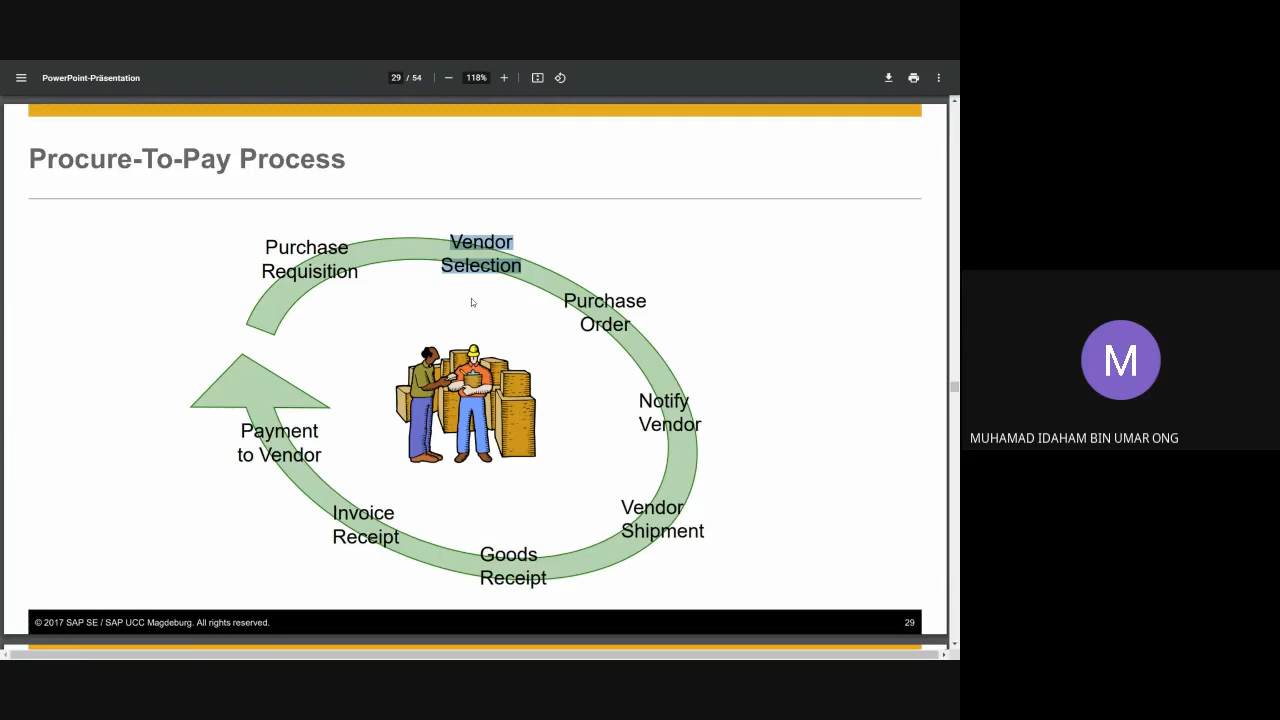 PowerPoint-Präsentation
29 / 54
118%
Procure-To-Pay Process
Purchase
Requisition
Vendor
Selection
Purchase
Order
Notify
Vendor
Vendor
Shipment
Goods
Receipt
Invoice
Receipt
Payment
to Vendor
© 2017 SAP SE / SAP UCC Magdeburg. All rights reserved.
29
M
MUHAMAD IDAHAM BIN UMAR ONG